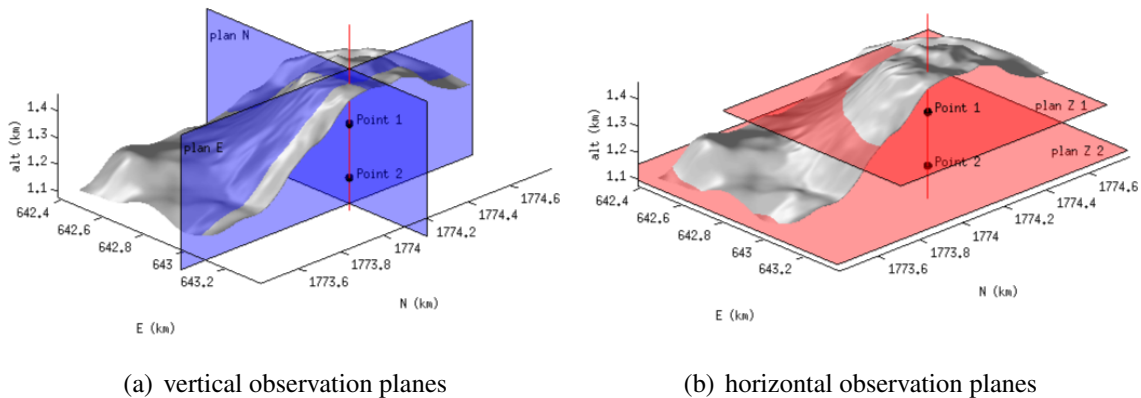 plan N
plan E
Point 1
Point 2
1.4
1.3
1.2
1.1
alt (km)
642.4
642.6
642.8
643
643.2
E (km)
1773.6
1773.8
1774
1774.2
1774.4
1774.6
N (km)
(a) vertical observation planes
plan Z 1
plan Z 2
Point 1
Point 2
1.4
1.3
1.2
1.1
alt (km)
642.4
642.6
642.8
643
643.2
E (km)
1773.6
1773.8
1774
1774.2
1774.4
1774.6
N (km)
(b) horizontal observation planes